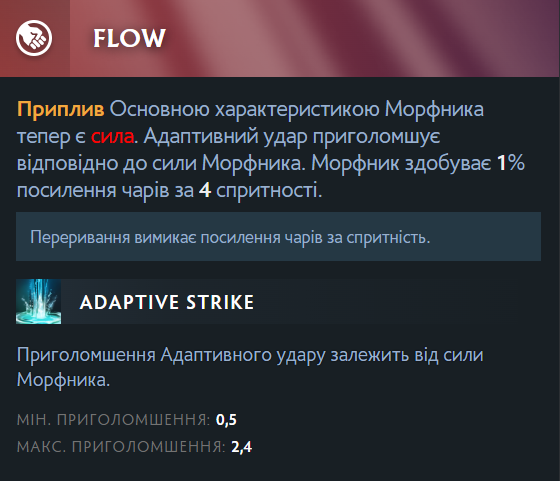 FLOW
Приплив Основною характеристикою Морфника
тепер є сила. Адаптивний удар приголомшує
відповідно до сили Морфника. Морфник здобуває 1%
посилення чарів за 4 спритності.
Переривання вимикає посилення чарів за спритність.
ADAPTIVE STRIKE
Приголомшення Адаптивного удару залежить від сили
Морфника.
МІН. ПРИГОЛОМШЕННЯ: 0,5
МАКС. ПРИГОЛОМШЕННЯ: 2,4